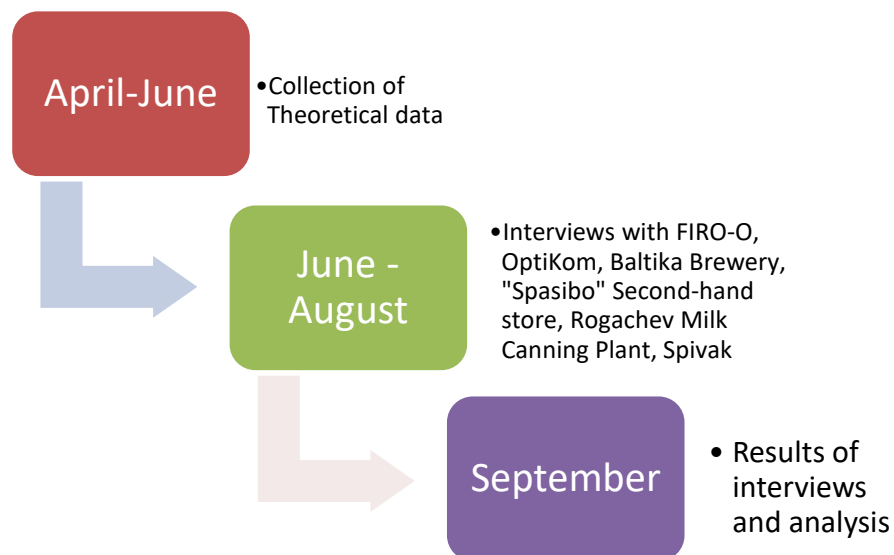 April-June
•Collection of
Theoretical data
June -
August
•Interviews with FIRO-O,
OptiKom, Baltika Brewery,
"Spasibo" Second-hand
store, Rogachev Milk
Canning Plant, Spivak
September
• Results of
interviews
and analysis